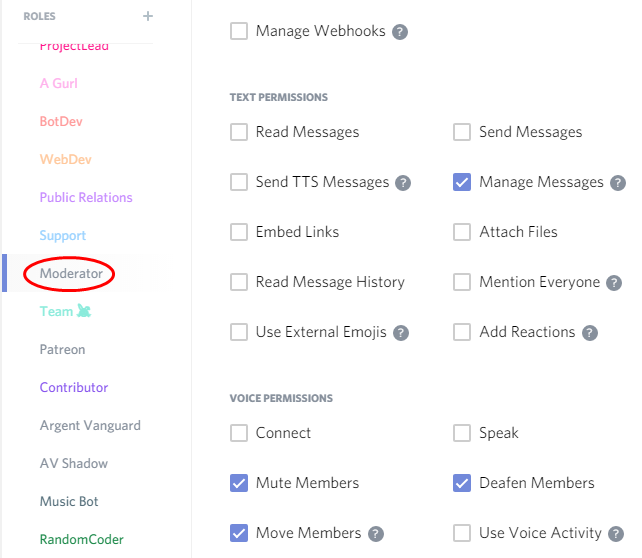 ROLES +
ProjectLead
A Gurl
BotDev
WebDev
Public Relations
Support
Moderator
Team
Patreon
Contributor
Argent Vanguard
AV Shadow
Music Bot
RandomCoder
Manage Webhooks ?
TEXT PERMISSIONS
Read Messages
Send Messages
Send TTS Messages ?
Manage Messages ?
Embed Links
Attach Files
Read Message History
Mention Everyone ?
Use External Emojis ?
Add Reactions ?
VOICE PERMISSIONS
Connect
Speak
Mute Members
Deafen Members
Move Members ?
Use Voice Activity ?